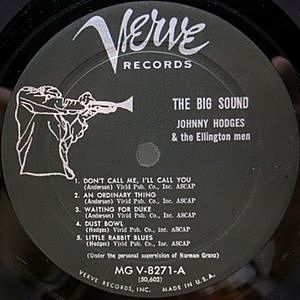 Verve
RECORDS
THE BIG SOUND
JOHNNY HODGES
& the Ellington men
1. DON'T CALL ME, I'LL CALL YOU
(Anderson) Vivid Pub. Co., Inc. ASCAP
2. AN ORDINARY THING
(Anderson) Vivid Pub. Co., Inc. ASCAP
3. WAITING FOR DUKE
(Anderson) Vivid Pub. Co., Inc. ASCAP
4. DUST BOWL
(Hodges) Vivid Pub. Co., Inc. ASCAP
5. LITTLE RABBIT BLUES
(Hodges) Vivid Pub. Co., Inc. ASCAP
(Under the personal supervision of Norman Granz)
MG V-8271-A
(50,602)
VERVE RECORDS, INC. MADE IN U.S.A.